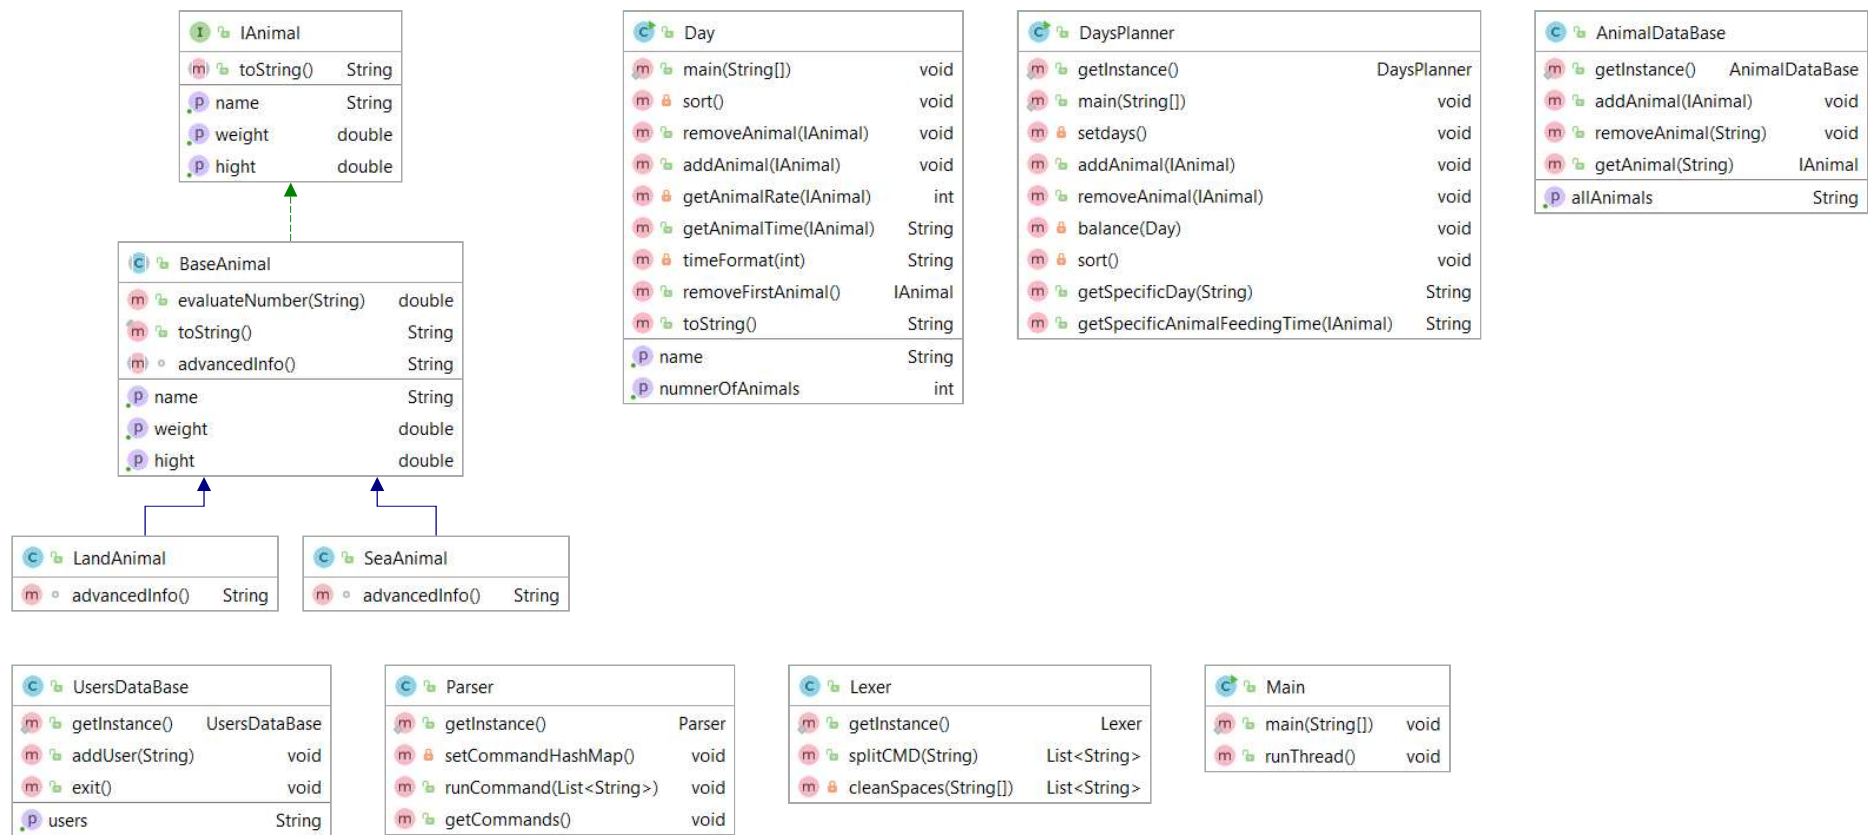 IAnimal
toString() String
name String
weight double
hight double
BaseAnimal
evaluateNumber(String) double
toString() String
advancedInfo() String
name String
weight double
hight double
LandAnimal
advancedInfo() String
SeaAnimal
advancedInfo() String
Day
main(String[]) void
sort() void
removeAnimal(IAnimal) void
addAnimal(IAnimal) void
getAnimalRate(IAnimal) int
getAnimalTime(IAnimal) String
timeFormat(int) String
removeFirstAnimal() IAnimal
toString() String
name String
numnerOfAnimals int
DaysPlanner
getInstance() DaysPlanner
main(String[]) void
setdays() void
addAnimal(IAnimal) void
removeAnimal(IAnimal) void
balance(Day) void
sort() void
getSpecificDay(String) String
getSpecificAnimalFeedingTime(IAnimal) String
AnimalDataBase
getInstance() AnimalDataBase
addAnimal(IAnimal) void
removeAnimal(String) void
getAnimal(String) IAnimal
allAnimals String
UsersDataBase
getInstance() UsersDataBase
addUser(String) void
exit() void
users String
Parser
getInstance() Parser
setCommandHashMap() void
runCommand(List<String>) void
getCommands() void
Lexer
getInstance() Lexer
splitCMD(String) List<String>
cleanSpaces(String[]) List<String>
Main
main(String[]) void
runThread() void